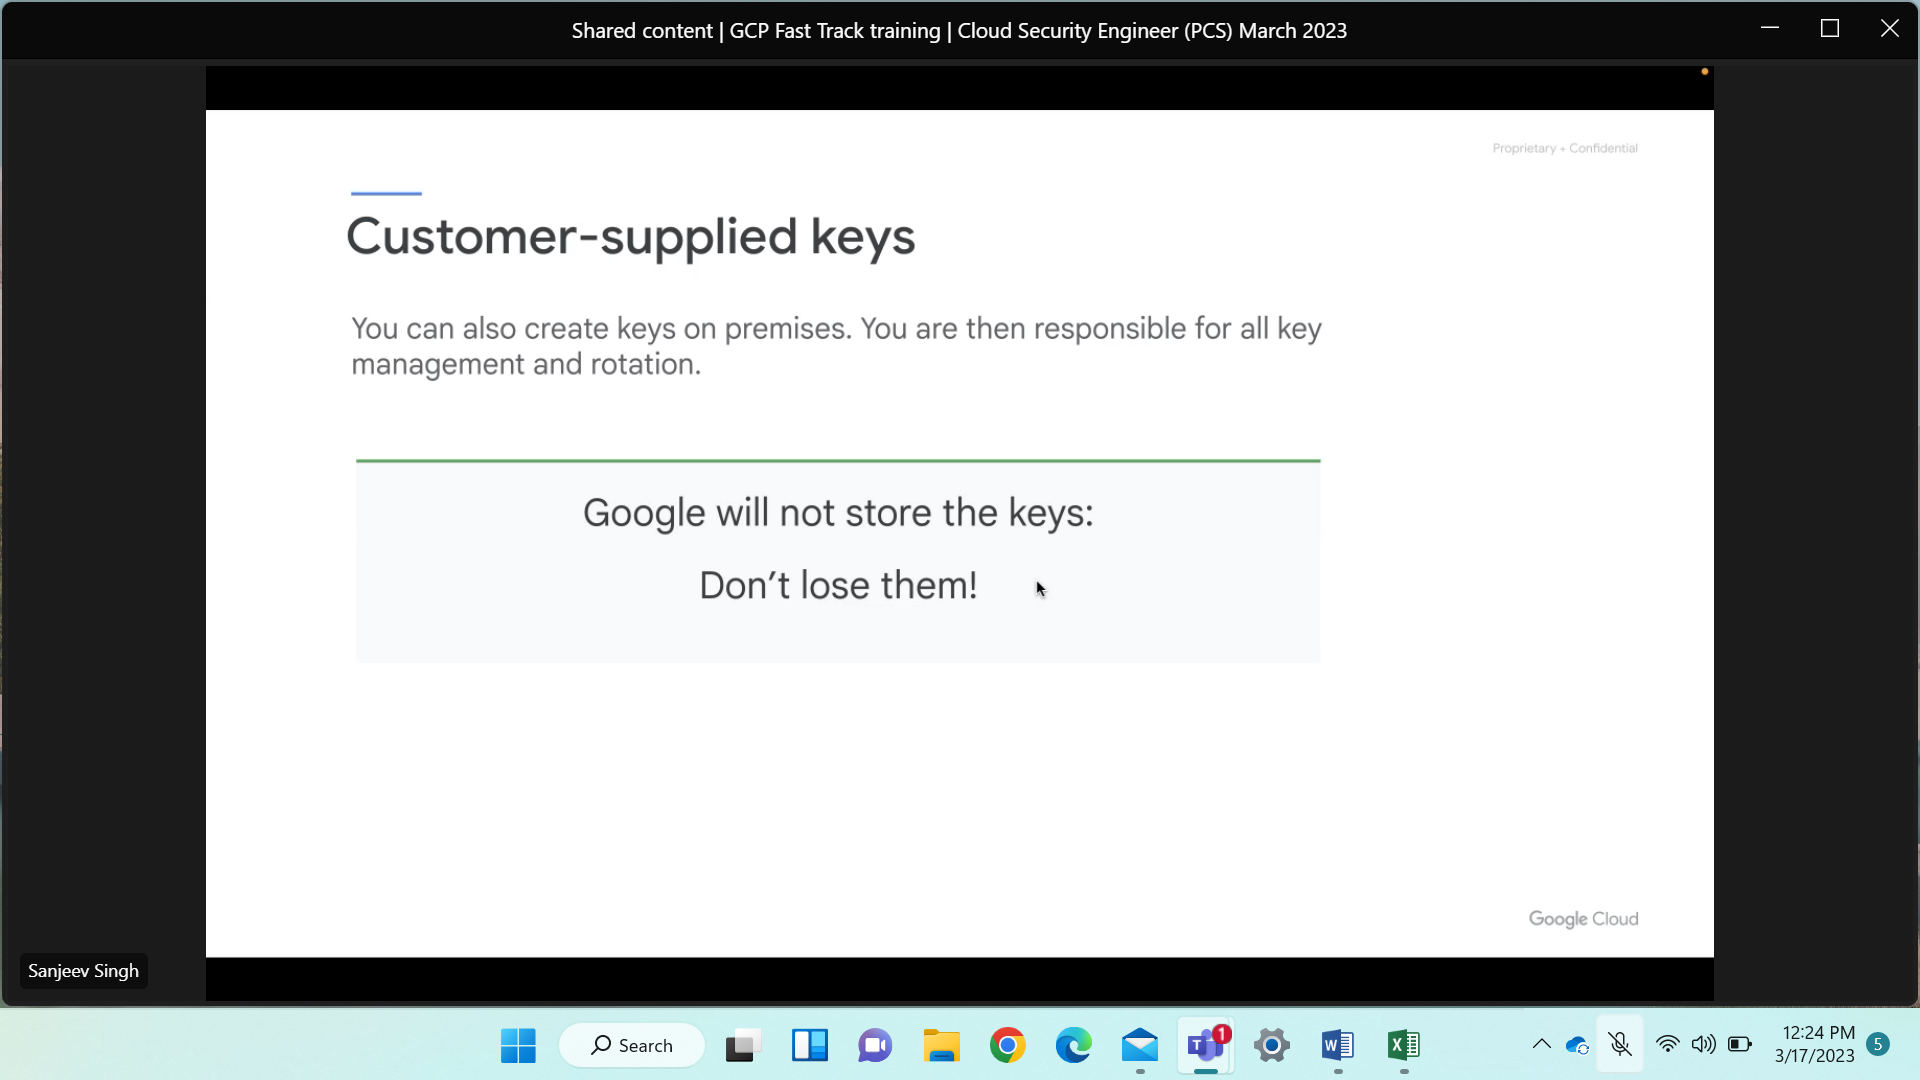 Shared content | GCP Fast Track training | Cloud Security Engineer (PCS) March 2023
Proprietary + Confidential
Customer-supplied keys
You can also create keys on premises. You are then responsible for all key
management and rotation.
Google will not store the keys:
Don’t lose them!
Google Cloud
Sanjeev Singh
Search
T
1
W
X
12:24 PM
3/17/2023
5